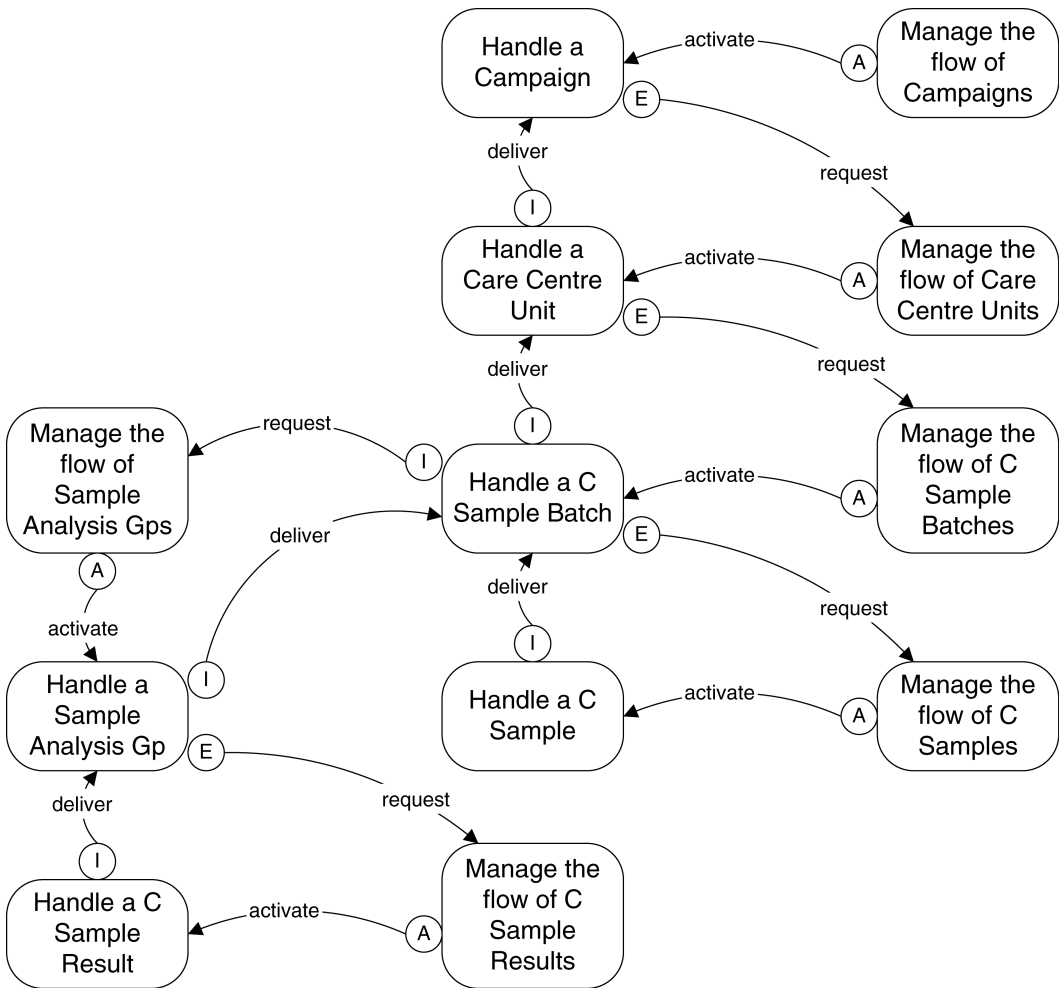 Handle a
Campaign
activate
A
Manage the
flow of
Campaigns
E
deliver
request
I
Handle a
Care Centre
Unit
activate
A
Manage the
flow of Care
Centre Units
E
deliver
request
I
Manage the
flow of
Sample
Analysis Gps
request
I
Handle a C
Sample Batch
activate
A
Manage the
flow of C
Sample
Batches
E
deliver
A
deliver
request
activate
I
I
Handle a
Sample
Analysis Gp
E
Handle a C
Sample
activate
A
Manage the
flow of C
Samples
deliver
request
I
Handle a C
Sample
Result
activate
A
Manage the
flow of C
Sample
Results